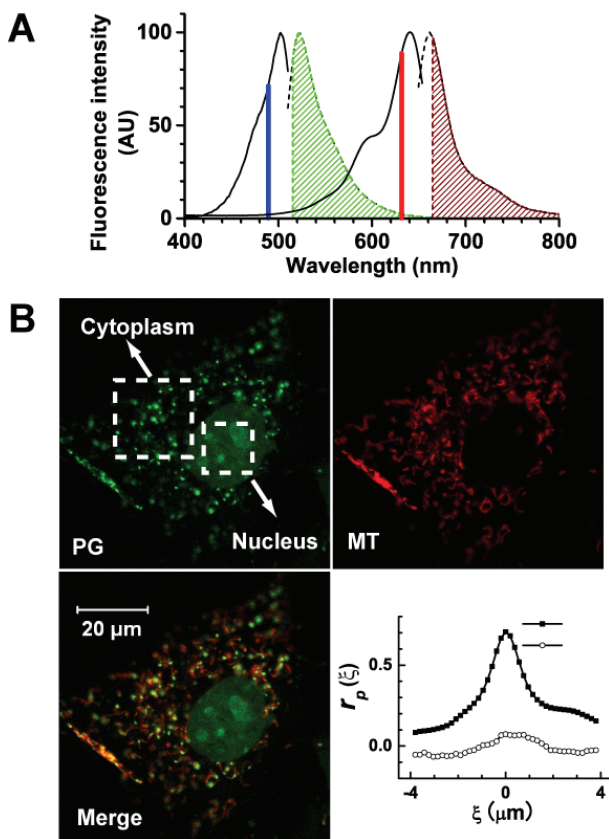 A
Fluorescence intensity
(AU)
100
50
0
400 500 600 700 800
Wavelength (nm)
B
Cytoplasm
PG
Nucleus
MT
20 µm
Merge
r_p(ξ)
0.5
0.0
-4 0 4
ξ (µm)